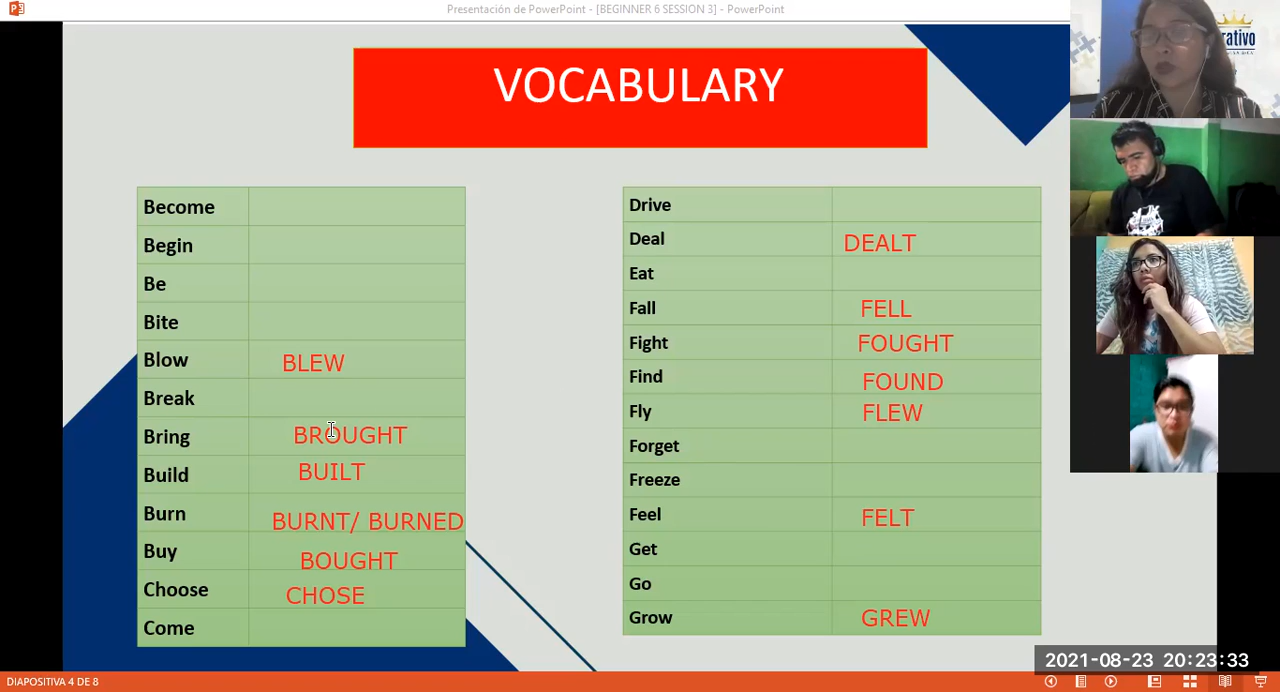 Presentación de PowerPoint - [BEGINNER 6 SESSION 3] - PowerPoint
VOCABULARY
Become
Begin
Be
Bite
Blow BLEW
Break
Bring BROUGHT
Build BUILT
Burn BURNT/ BURNED
Buy BOUGHT
Choose CHOSE
Come
Drive
Deal DEALT
Eat
Fall FELL
Fight FOUGHT
Find FOUND
Fly FLEW
Forget
Freeze
Feel FELT
Get
Go
Grow GREW
2021-08-23 20:23:33
DIAPOSITIVA 4 DE 8